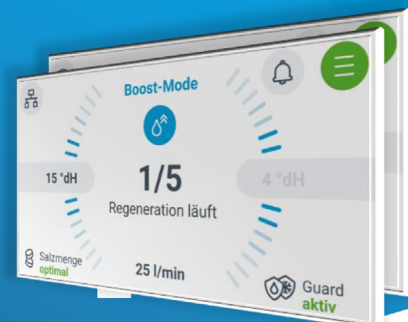 Boost-Mode
15 °dH
1/5
4 °dH
Regeneration läuft
Salzmenge
optimal
25 l/min
Guard
aktiv